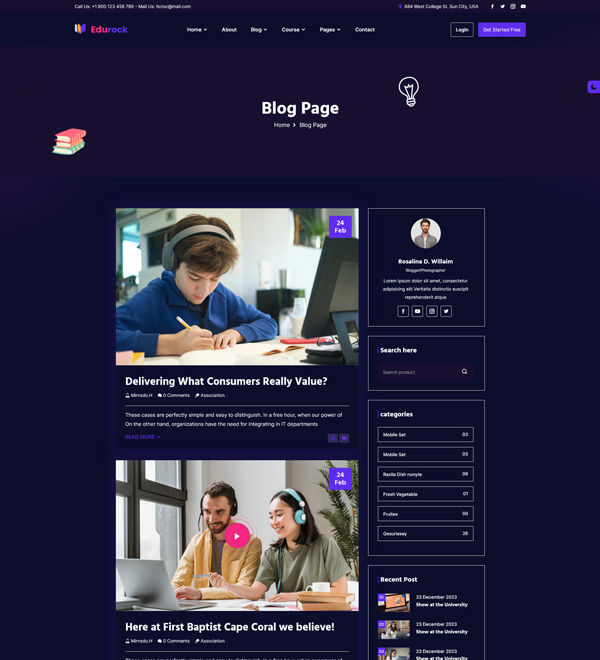 Call Us: +1 800 123 456 789 - Mail Us: Itcroc@mail.com
684 West College St. Sun City, USA
Edurock
Home
About
Blog
Course
Pages
Contact
Login
Get Started Free
Blog Page
Home
Blog Page
24
Feb
Delivering What Consumers Really Value?
Mirnsdo.H
0 Comments
Association
These cases are perfectly simple and easy to distinguish. In a free hour, when our power of
On the other hand, organizations have the need for integrating in IT departments
READ MORE
24
Feb
Here at First Baptist Cape Coral we believe!
Mirnsdo.H
0 Comments
Association
Rosalina D. Willaim
Blogger/Photographer
Lorem ipsum dolor sit amet, consectetur
adipisicing elit.Veritatis distinctio suscipit
reprehenderit atque
Search here
Search product
categories
Mobile Set
03
Mobile Set
03
Raxila Dish nonyte
09
Fresh Vegetable
01
Fruites
00
Gesuriesey
26
Recent Post
01
23 December 2023
Show at the University
02
23 December 2023
Show at the University
03
23 December 2023
Show at the University